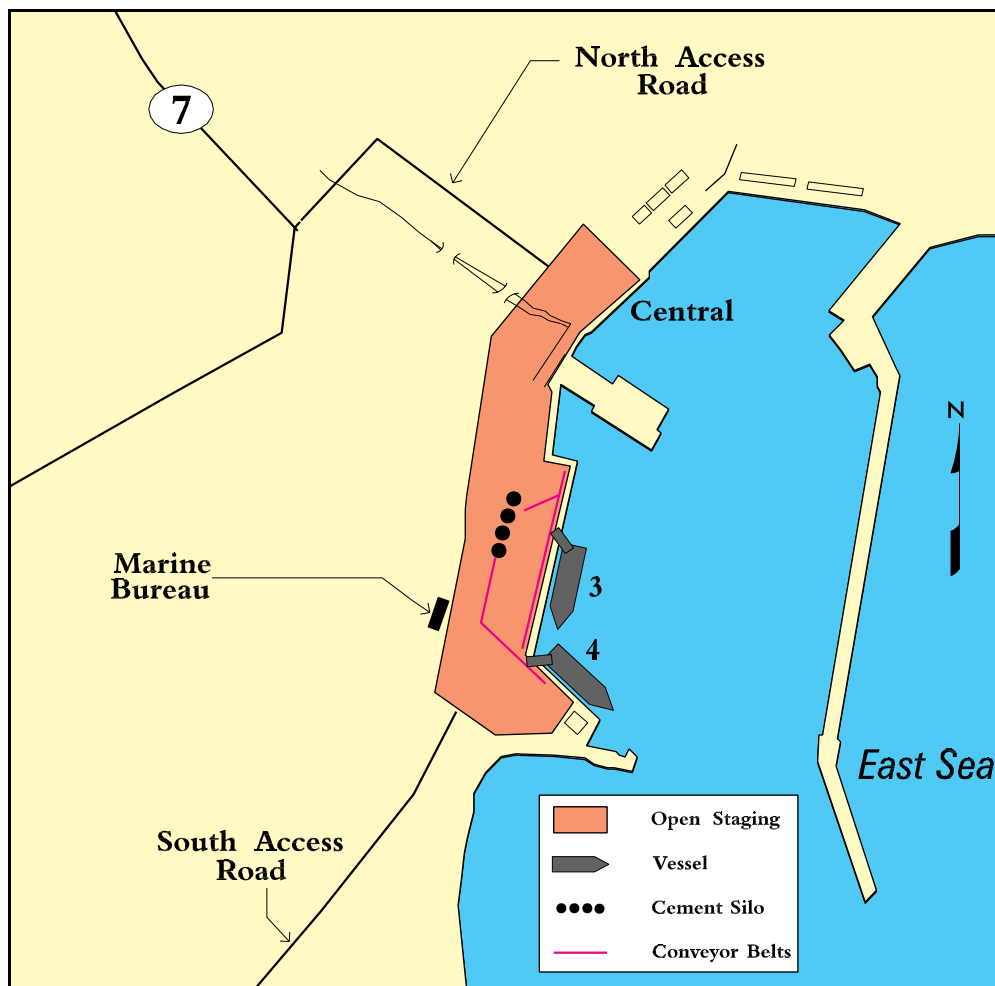 North Access
Road
7
Central
N
Marine
Bureau
3
4
East Sea
South Access
Road
Open Staging
Vessel
Cement Silo
Conveyor Belts